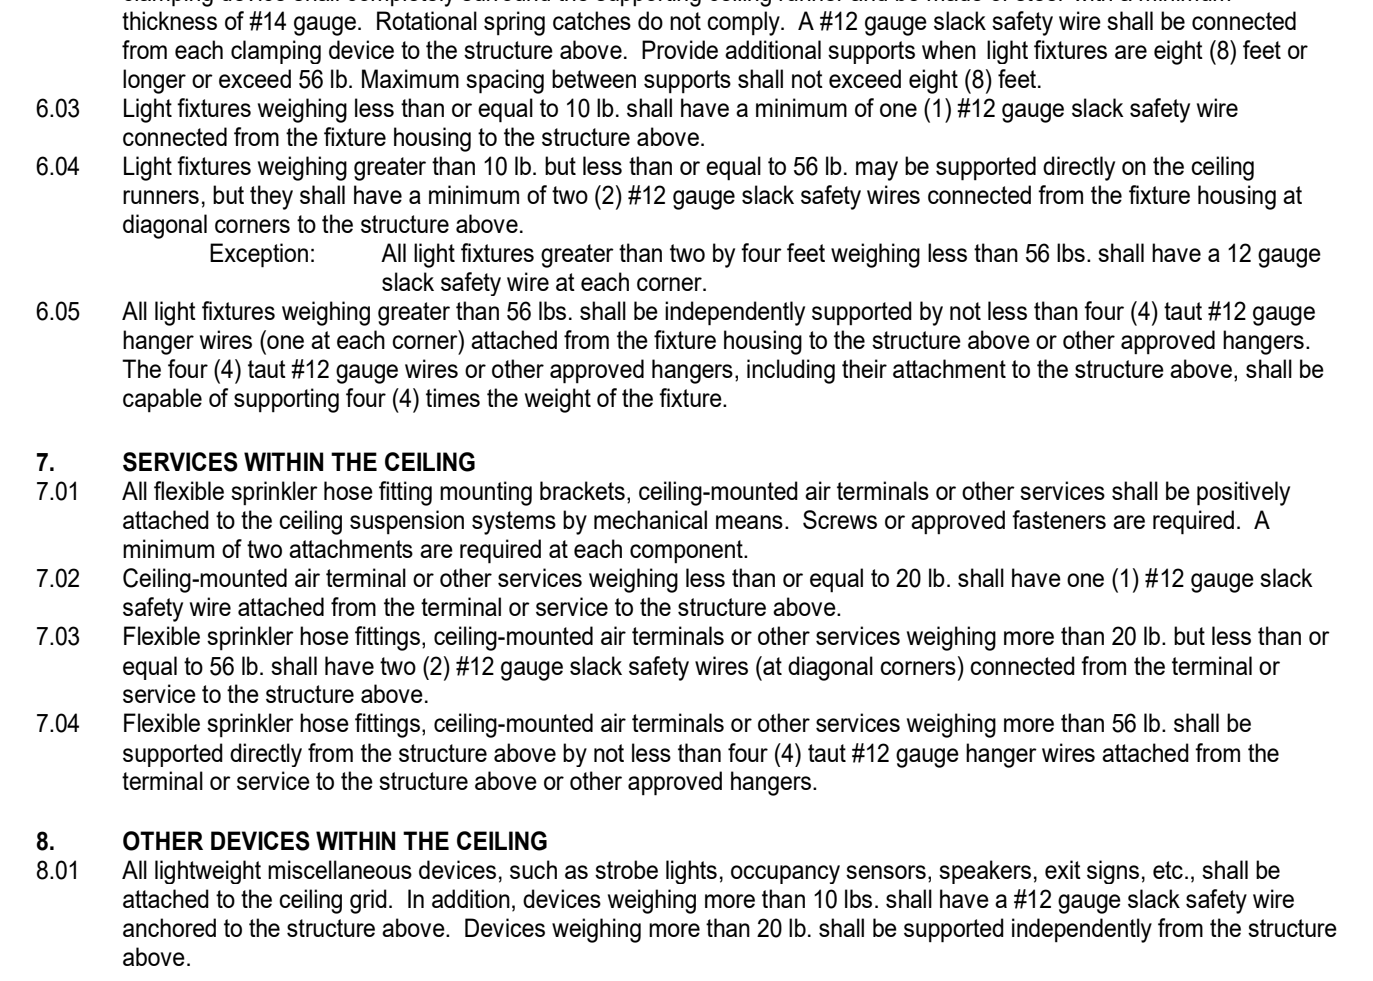 thickness of #14 gauge. Rotational spring catches do not comply. A #12 gauge slack safety wire shall be connected
from each clamping device to the structure above. Provide additional supports when light fixtures are eight (8) feet or
longer or exceed 56 lb. Maximum spacing between supports shall not exceed eight (8) feet.
6.03 Light fixtures weighing less than or equal to 10 lb. shall have a minimum of one (1) #12 gauge slack safety wire
connected from the fixture housing to the structure above.
6.04 Light fixtures weighing greater than 10 lb. but less than or equal to 56 lb. may be supported directly on the ceiling
runners, but they shall have a minimum of two (2) #12 gauge slack safety wires connected from the fixture housing at
diagonal corners to the structure above.
Exception: All light fixtures greater than two by four feet weighing less than 56 lbs. shall have a 12 gauge
slack safety wire at each corner.
6.05 All light fixtures weighing greater than 56 lbs. shall be independently supported by not less than four (4) taut #12 gauge
hanger wires (one at each corner) attached from the fixture housing to the structure above or other approved hangers.
The four (4) taut #12 gauge wires or other approved hangers, including their attachment to the structure above, shall be
capable of supporting four (4) times the weight of the fixture.
7. SERVICES WITHIN THE CEILING
7.01 All flexible sprinkler hose fitting mounting brackets, ceiling-mounted air terminals or other services shall be positively
attached to the ceiling suspension systems by mechanical means. Screws or approved fasteners are required. A
minimum of two attachments are required at each component.
7.02 Ceiling-mounted air terminal or other services weighing less than or equal to 20 lb. shall have one (1) #12 gauge slack
safety wire attached from the terminal or service to the structure above.
7.03 Flexible sprinkler hose fittings, ceiling-mounted air terminals or other services weighing more than 20 lb. but less than or
equal to 56 lb. shall have two (2) #12 gauge slack safety wires (at diagonal corners) connected from the terminal or
service to the structure above.
7.04 Flexible sprinkler hose fittings, ceiling-mounted air terminals or other services weighing more than 56 lb. shall be
supported directly from the structure above by not less than four (4) taut #12 gauge hanger wires attached from the
terminal or service to the structure above or other approved hangers.
8. OTHER DEVICES WITHIN THE CEILING
8.01 All lightweight miscellaneous devices, such as strobe lights, occupancy sensors, speakers, exit signs, etc., shall be
attached to the ceiling grid. In addition, devices weighing more than 10 lbs. shall have a #12 gauge slack safety wire
anchored to the structure above. Devices weighing more than 20 lb. shall be supported independently from the structure
above.